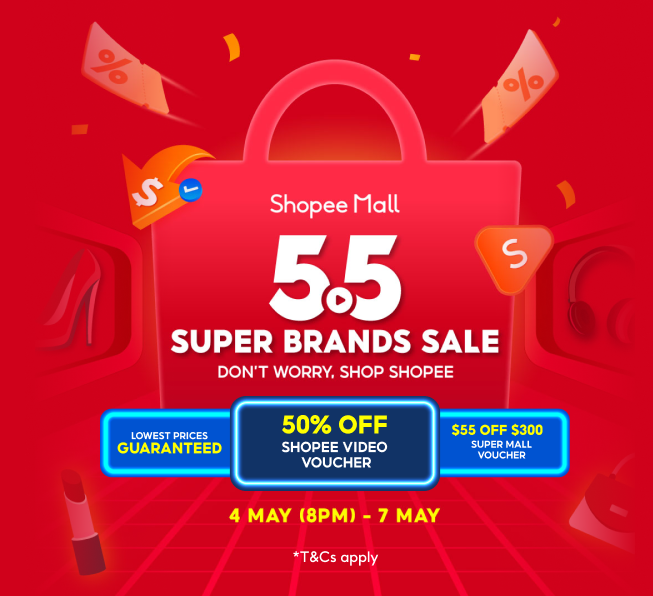 %
%
$
Shopee Mall
5.5
S
SUPER BRANDS SALE
DON'T WORRY, SHOP SHOPEE
LOWEST PRICES
GUARANTEED
50% OFF
SHOPEE VIDEO
VOUCHER
$55 OFF $300
SUPER MALL
VOUCHER
4 MAY (8PM) - 7 MAY
*T&Cs apply